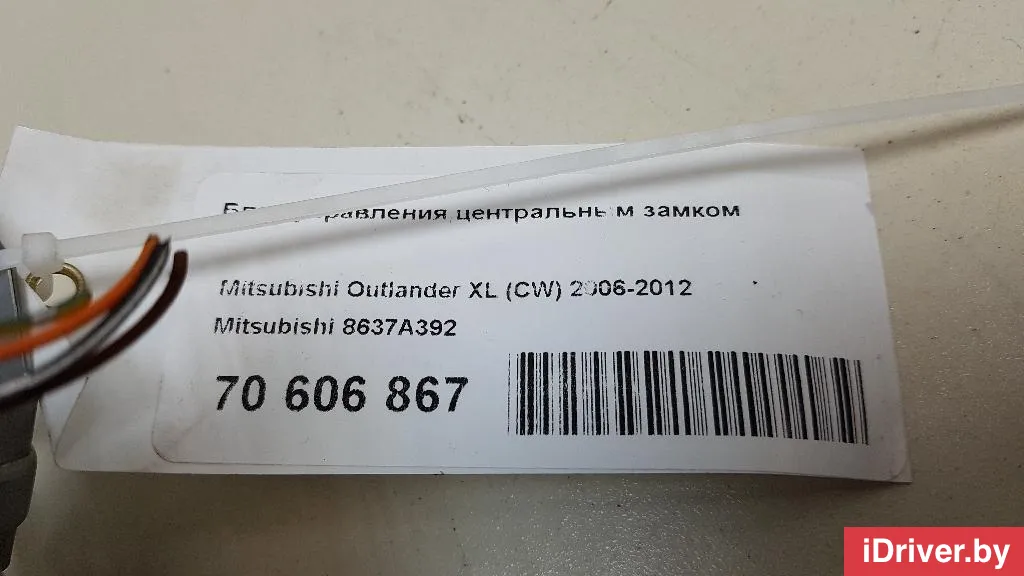 центральным замком
Mitsubishi Outlander XL (CW) 2006-2012
Mitsubishi 8637A392
70 606 867
iDriver.by